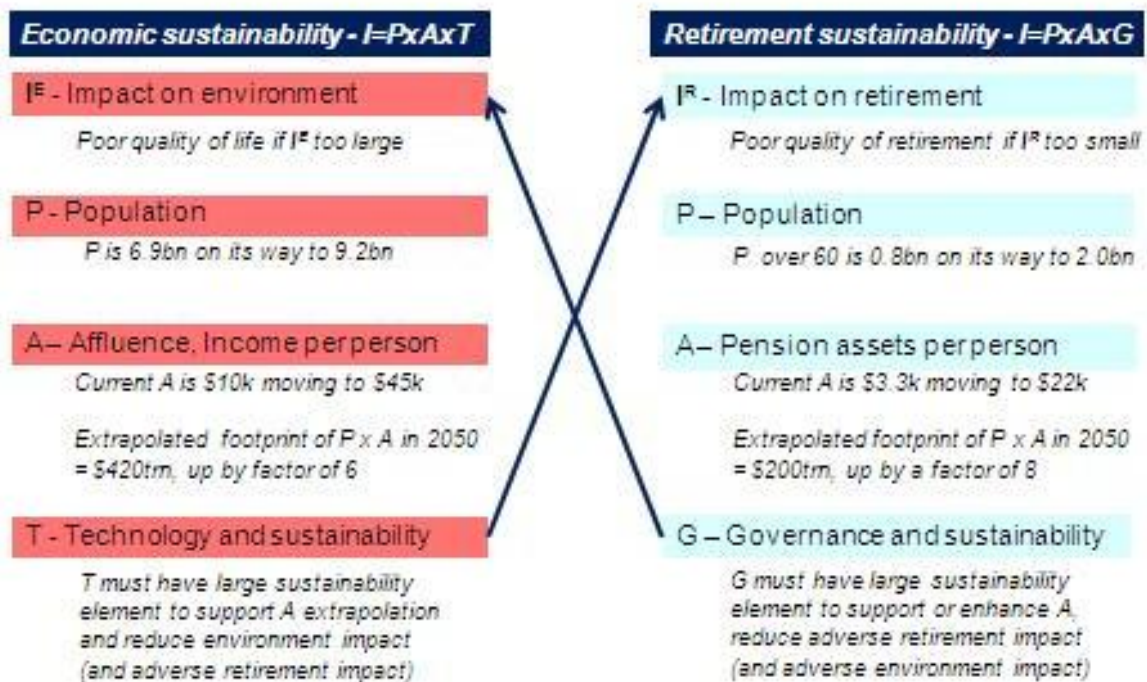 Economic sustainability - I=PxAxT
I𝐄 - Impact on environment
Poor quality of life if I𝐄 too large
P - Population
P is 6.9bn on its way to 9.2bn
A – Affluence, Income per person
Current A is $10k moving to $45k
Extrapolated footprint of P x A in 2050
= $420trn, up by factor of 6
T - Technology and sustainability
T must have large sustainability
element to support A extrapolation
and reduce environment impact
(and adverse retirement impact)
Retirement sustainability - I=PxAxG
Iᴿ - Impact on retirement
Poor quality of retirement if Iᴿ too small
P – Population
P over 60 is 0.8bn on its way to 2.0bn
A – Pension assets per person
Current A is $3.3k moving to $22k
Extrapolated footprint of P x A in 2050
= $200trn, up by a factor of 8
G – Governance and sustainability
G must have large sustainability
element to support or enhance A,
reduce adverse retirement impact
(and adverse environment impact)